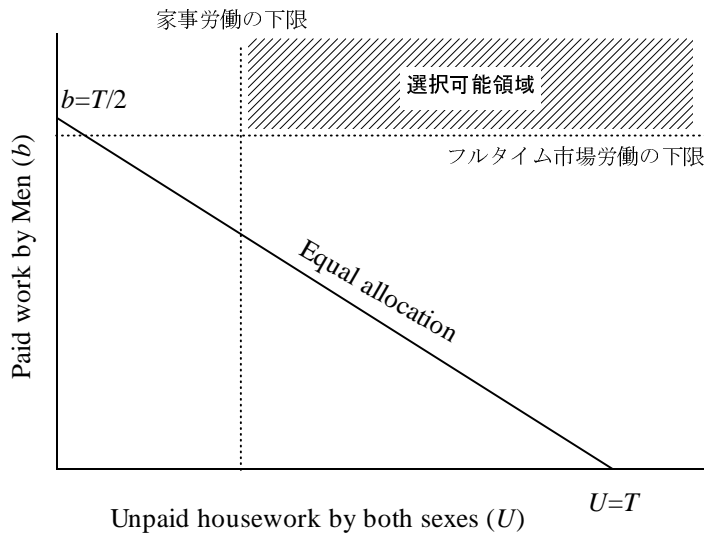 家事労働の下限
選択可能領域
b=T/2
フルタイム市場労働の下限
Paid work by Men (b)
Equal allocation
U=T
Unpaid housework by both sexes (U)